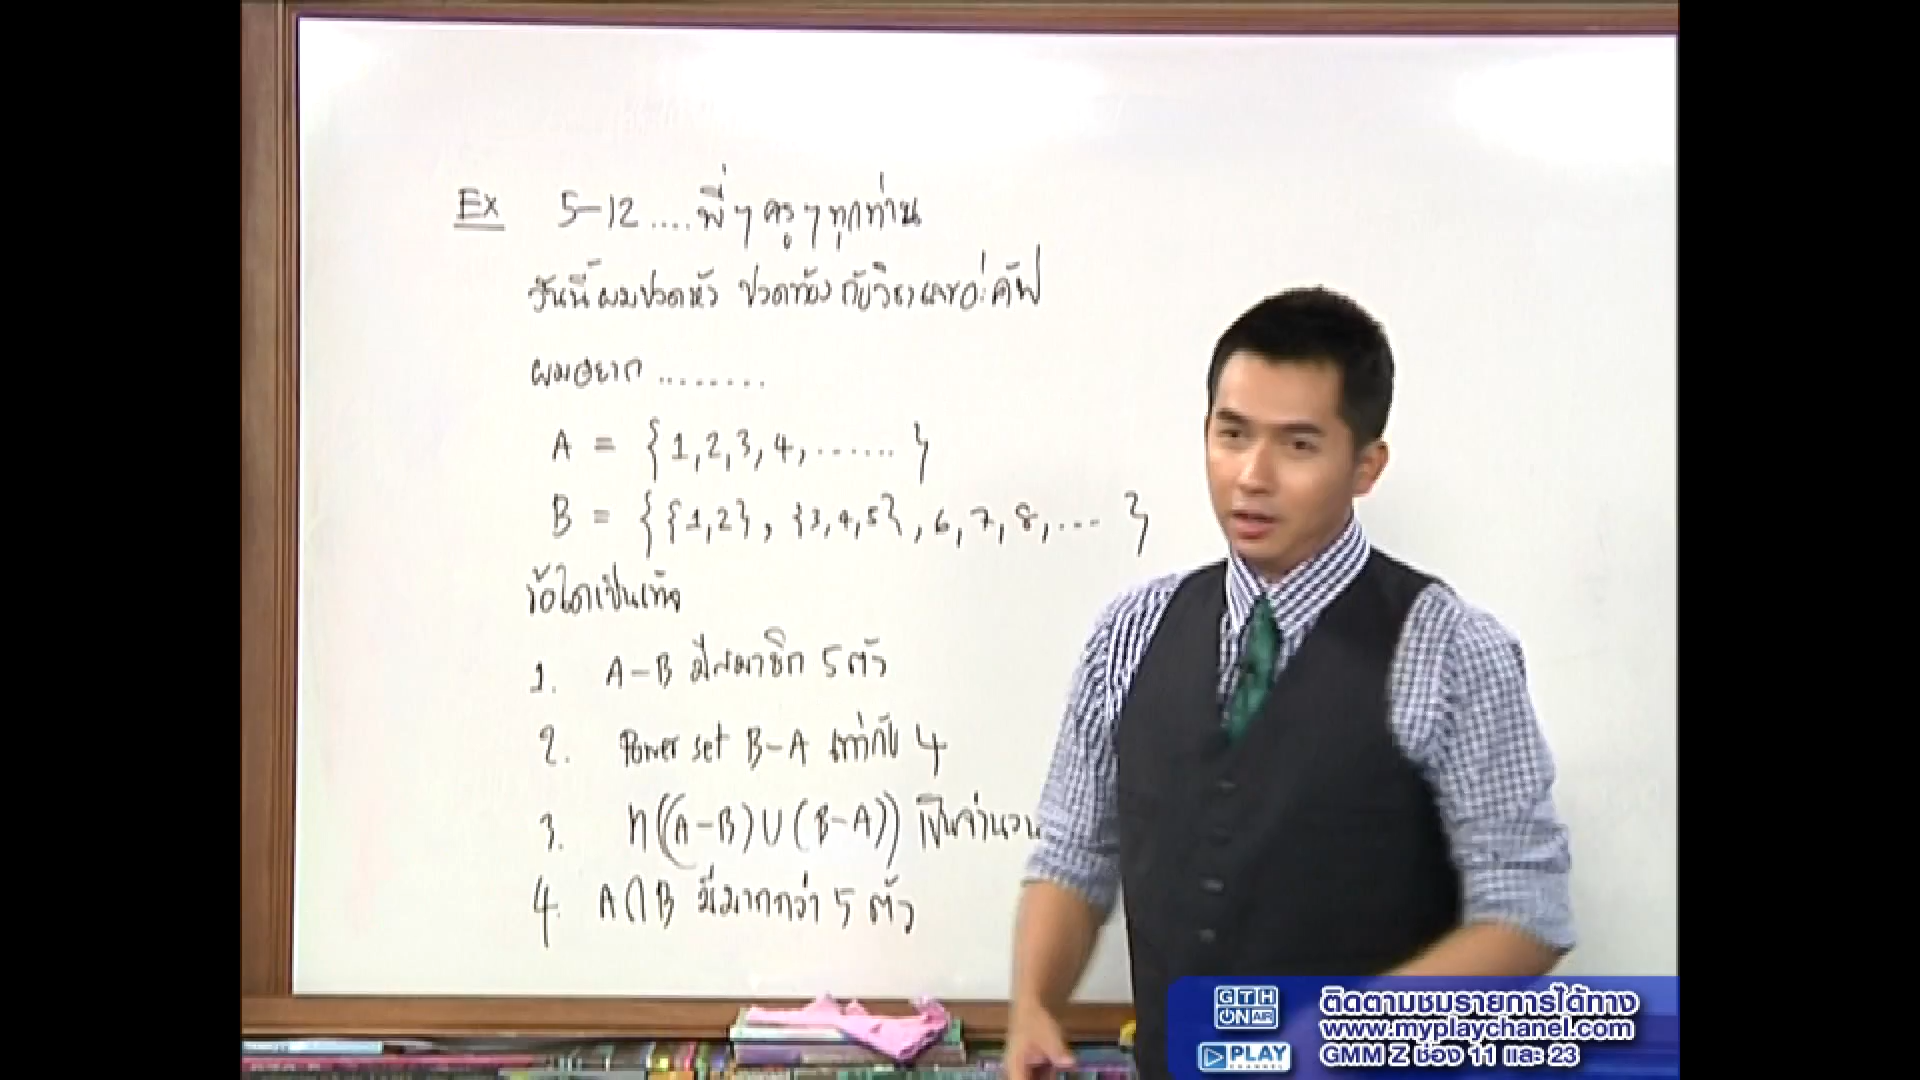 Ex 5-12 .... พี่ๆ ครูๆ ทุกท่าน
วันนี้ผมปวดหัว ปวดท้อง กับวิชาเลขอ่ะคัฟ
ผมอยาก ........
A = {1,2,3,4,.......}
B = {{1,2}, {3,4,5}, 6,7,8,....}
ข้อใดเป็นเท็จ
1. A-B มีสมาชิก 5 ตัว
2. Power set B-A เท่ากับ 4
3. n((A-B)∪(B-A)) เป็นจำนวน
4. A∩B มีมากกว่า 5 ตัว
GTH
ON AIR
PLAY
CHANNEL
ติดตามชมรายการได้ทาง
www.myplaychanel.com
GMM Z ช่อง 11 และ 23